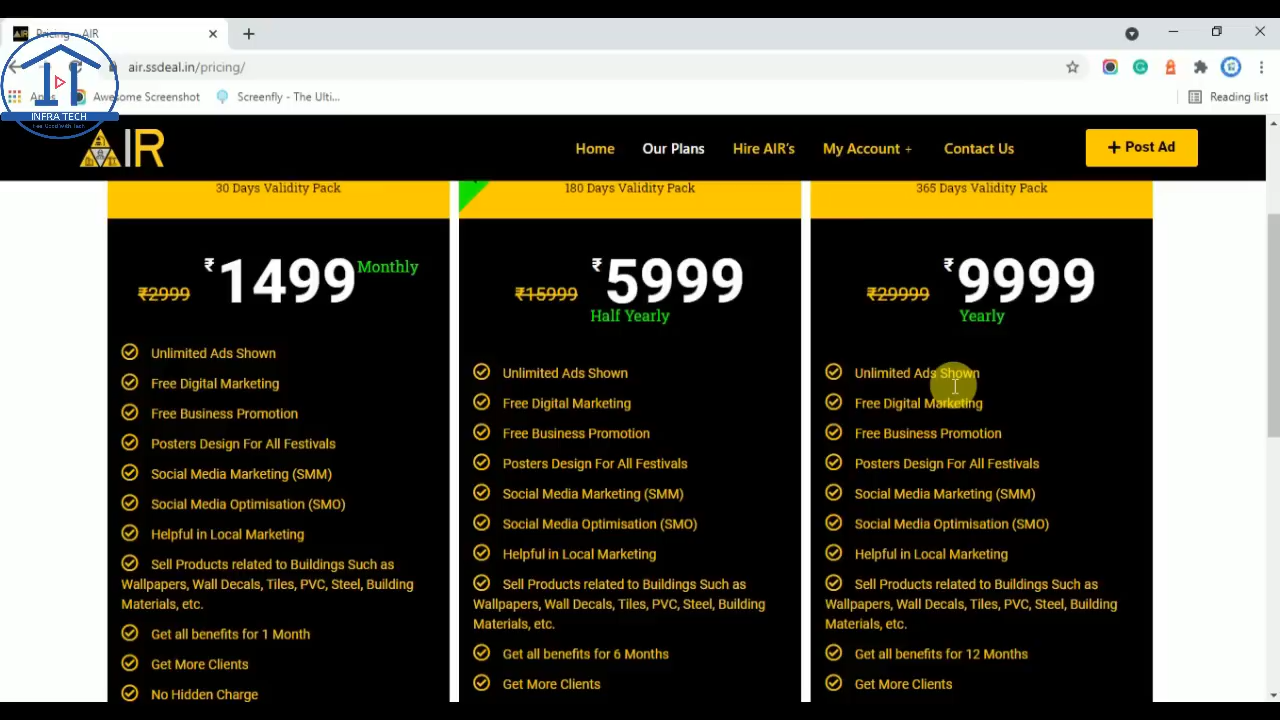 Pricing - AIR
air.ssdeal.in/pricing/
Apps
Awesome Screenshot
Screenfly - The Ulti...
Reading list
INFRA TECH
Feel Good With Tech
AIR
Home
Our Plans
Hire AIR's
My Account +
Contact Us
+ Post Ad
30 Days Validity Pack
₹2999 ₹1499 Monthly
Unlimited Ads Shown
Free Digital Marketing
Free Business Promotion
Posters Design For All Festivals
Social Media Marketing (SMM)
Social Media Optimisation (SMO)
Helpful in Local Marketing
Sell Products related to Buildings Such as
Wallpapers, Wall Decals, Tiles, PVC, Steel, Building
Materials, etc.
Get all benefits for 1 Month
Get More Clients
No Hidden Charge
180 Days Validity Pack
₹15999 ₹5999
Half Yearly
Unlimited Ads Shown
Free Digital Marketing
Free Business Promotion
Posters Design For All Festivals
Social Media Marketing (SMM)
Social Media Optimisation (SMO)
Helpful in Local Marketing
Sell Products related to Buildings Such as
Wallpapers, Wall Decals, Tiles, PVC, Steel, Building
Materials, etc.
Get all benefits for 6 Months
Get More Clients
365 Days Validity Pack
₹29999 ₹9999
Yearly
Unlimited Ads Shown
Free Digital Marketing
Free Business Promotion
Posters Design For All Festivals
Social Media Marketing (SMM)
Social Media Optimisation (SMO)
Helpful in Local Marketing
Sell Products related to Buildings Such as
Wallpapers, Wall Decals, Tiles, PVC, Steel, Building
Materials, etc.
Get all benefits for 12 Months
Get More Clients